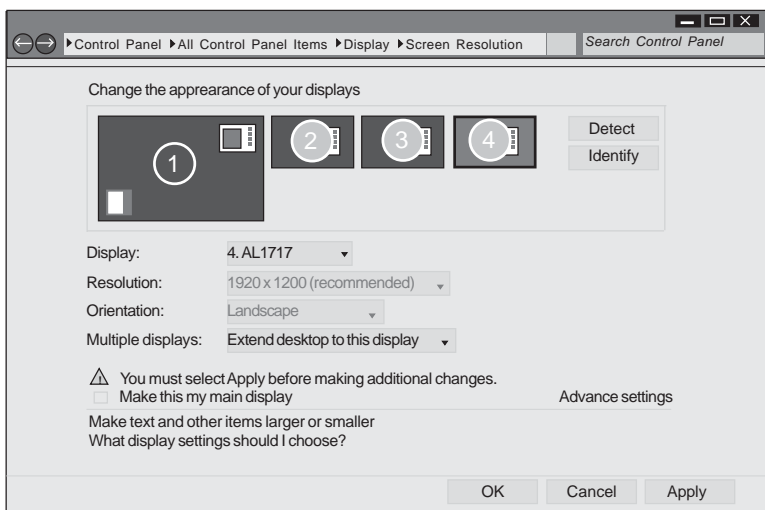 Control Panel All Control Panel Items Display Screen Resolution
Search Control Panel
Change the apprearance of your displays
1
2
3
4
Detect
Identify
Display: 4. AL1717
Resolution: 1920 x 1200 (recommended)
Orientation: Landscape
Multiple displays: Extend desktop to this display
You must select Apply before making additional changes.
Make this my main display
Advance settings
Make text and other items larger or smaller
What display settings should I choose?
OK Cancel Apply